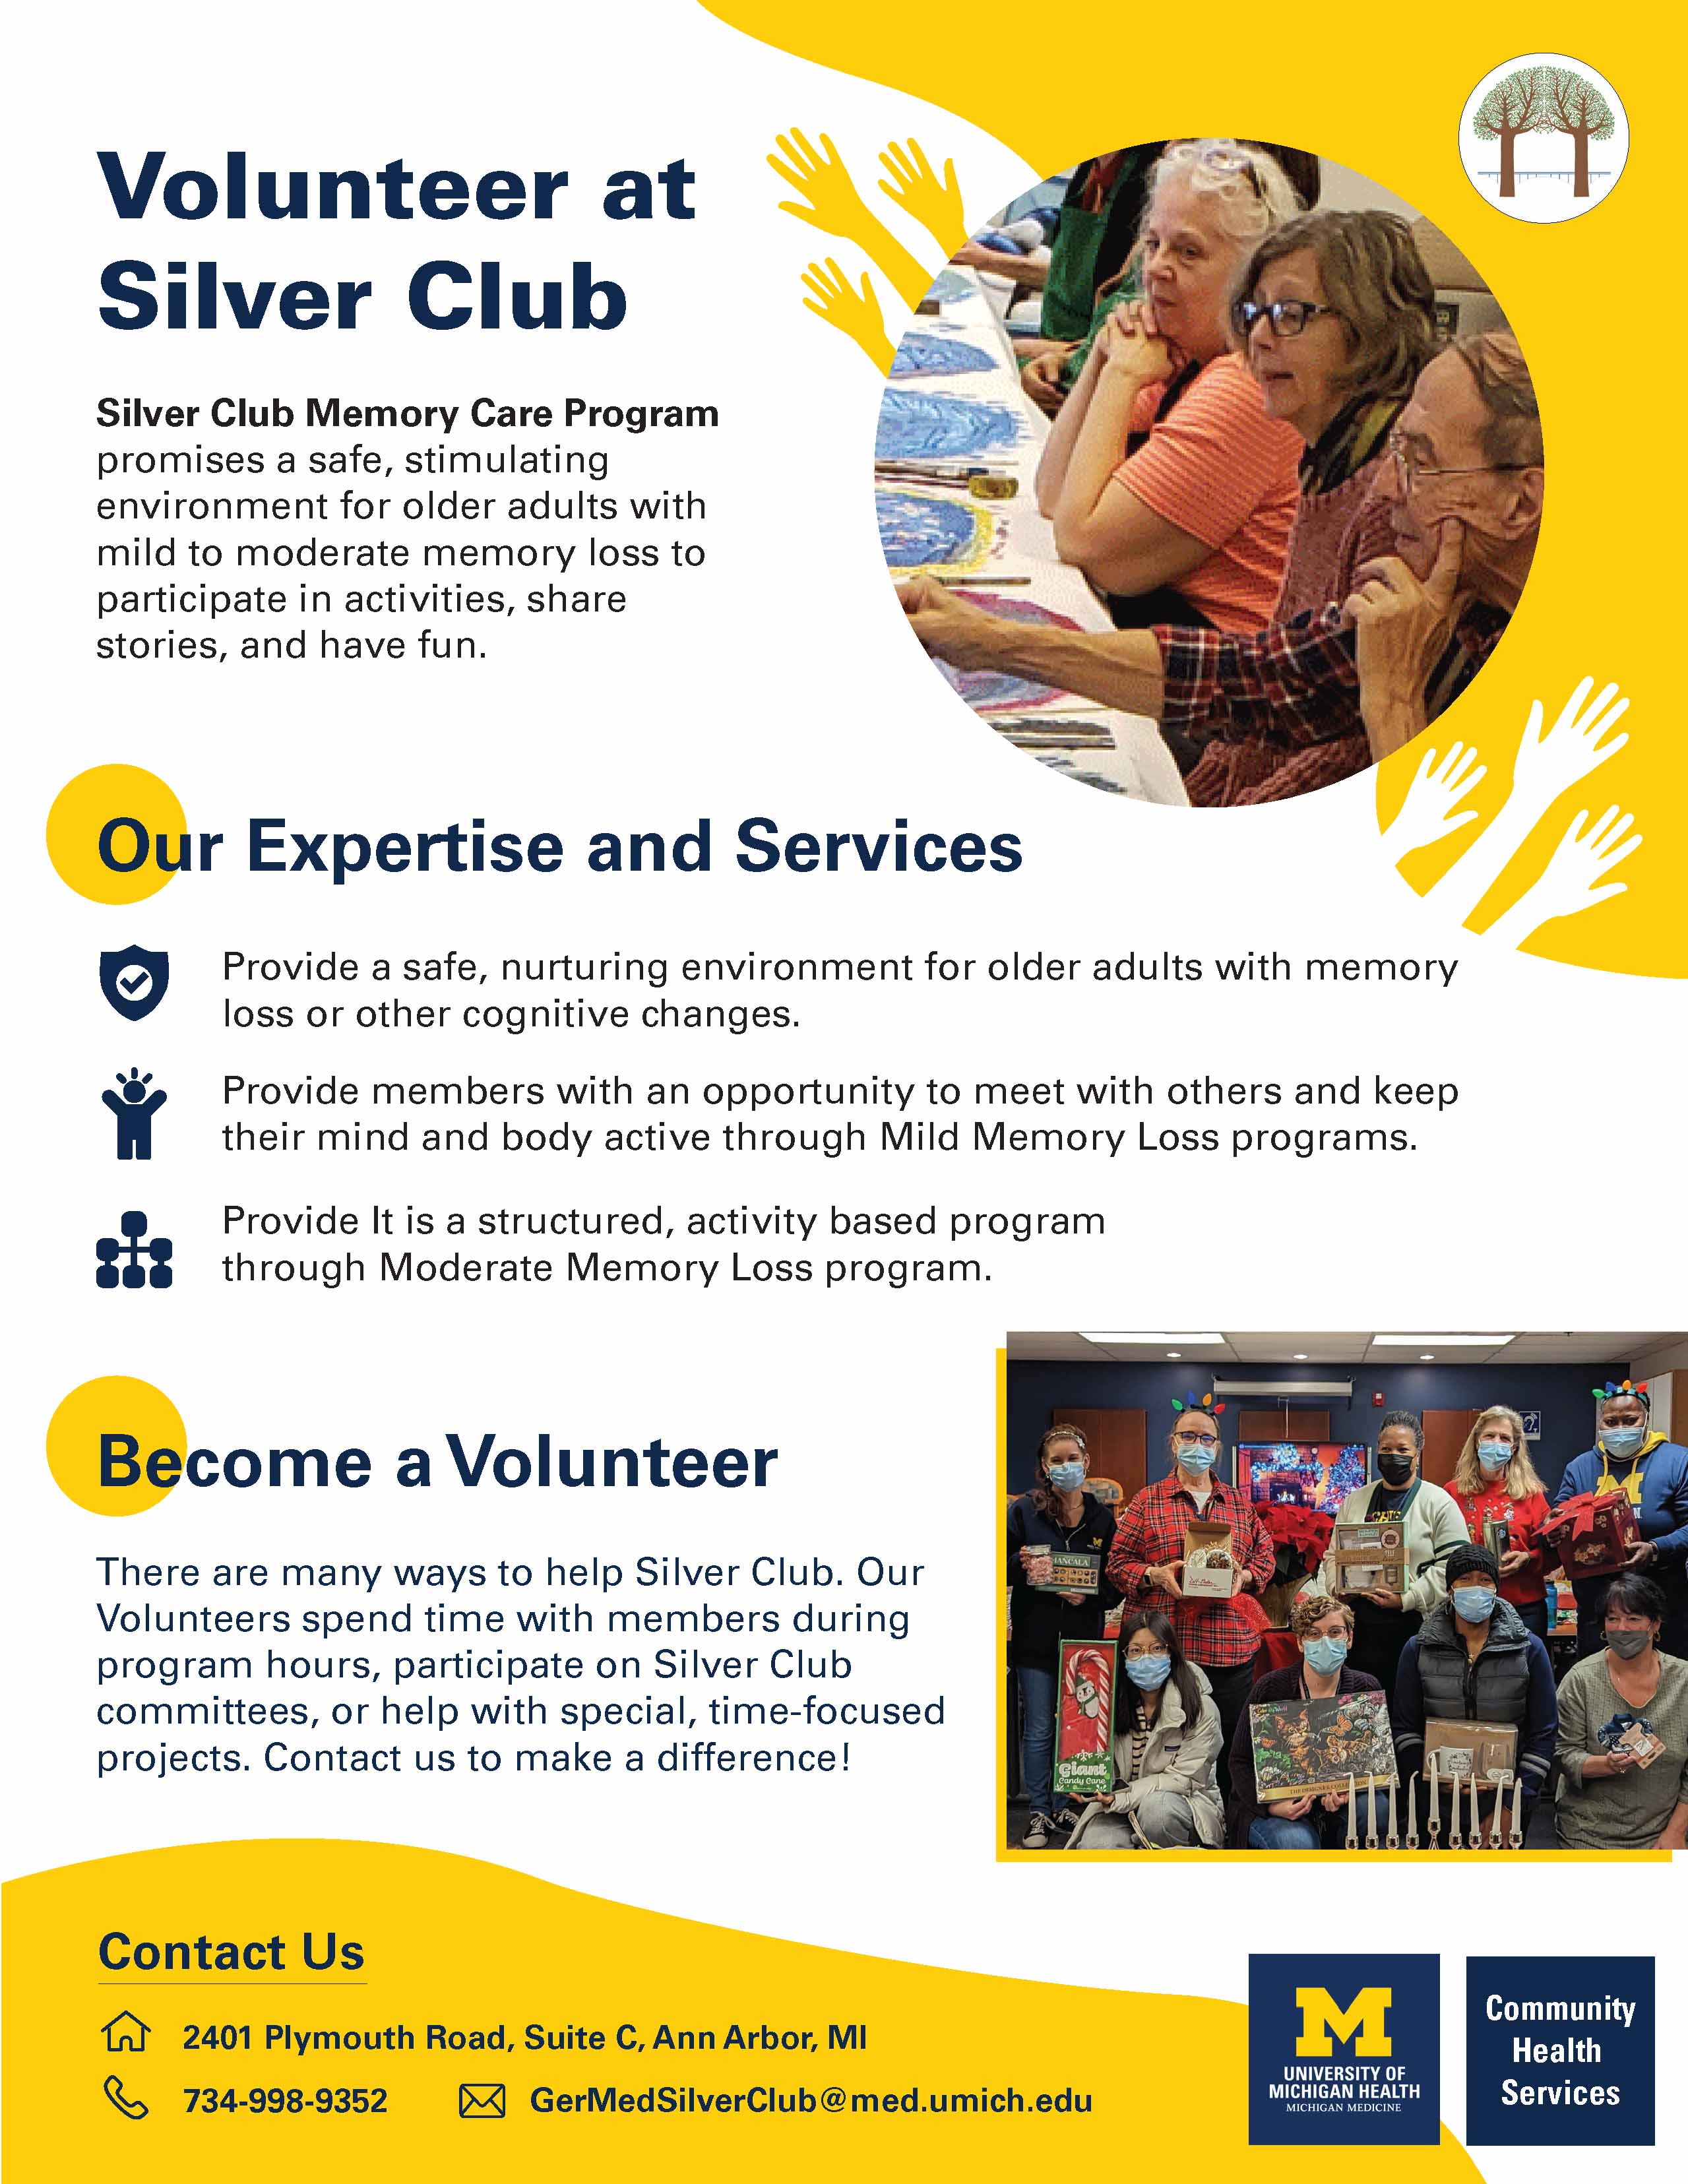 Volunteer at
Silver Club
Silver Club Memory Care Program
promises a safe, stimulating
environment for older adults with
mild to moderate memory loss to
participate in activities, share
stories, and have fun.
Our Expertise and Services
Provide a safe, nurturing environment for older adults with memory
loss or other cognitive changes.
Provide members with an opportunity to meet with others and keep
their mind and body active through Mild Memory Loss programs.
Provide It is a structured, activity based program
through Moderate Memory Loss program.
Become a Volunteer
There are many ways to help Silver Club. Our
Volunteers spend time with members during
program hours, participate on Silver Club
committees, or help with special, time-focused
projects. Contact us to make a difference!
MANCALA
Giant
Candy Cane
Contact Us
2401 Plymouth Road, Suite C, Ann Arbor, MI
734-998-9352
GerMedSilverClub@med.umich.edu
M
UNIVERSITY OF
MICHIGAN HEALTH
MICHIGAN MEDICINE
Community
Health
Services